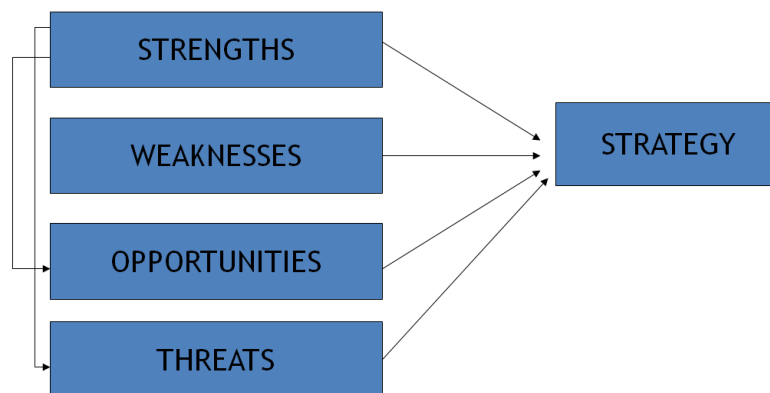 STRENGTHS
WEAKNESSES
STRATEGY
OPPORTUNITIES
THREATS